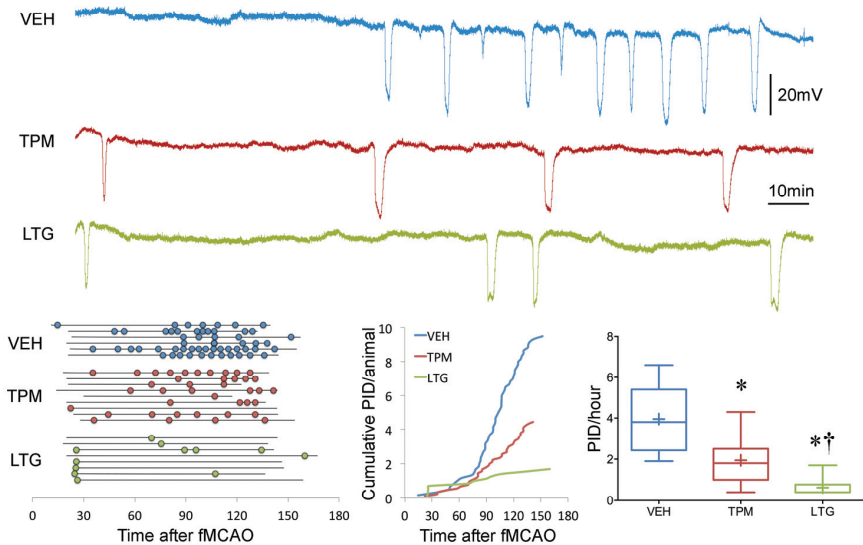 VEH
20mV
TPM
10min
LTG
VEH
TPM
LTG
0 30 60 90 120 150 180
Time after fMCAO
Cumulative PID/animal
10
8
6
4
2
0
VEH
TPM
LTG
0 30 60 90 120 150 180
Time after fMCAO
PID/hour
8
6
4
2
0
*
*†
VEH TPM LTG